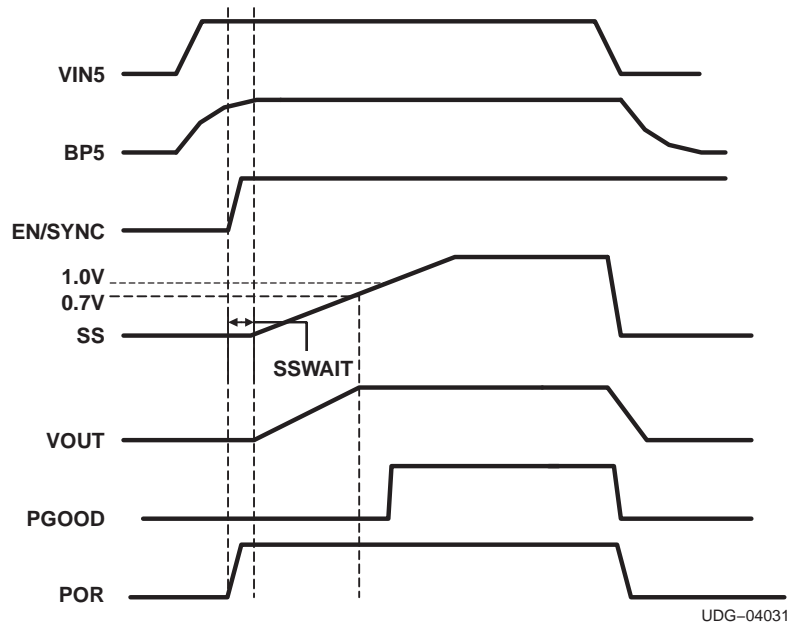 VIN5
BP5
EN/SYNC
1.0V
0.7V
SS
SSWAIT
VOUT
PGOOD
POR
UDG–04031